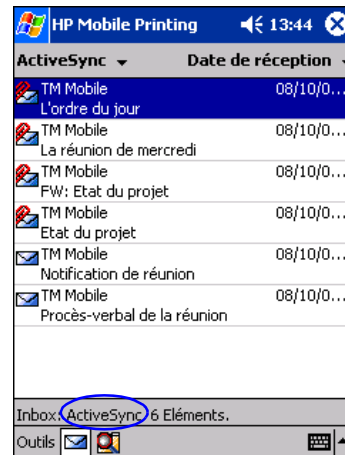 HP Mobile Printing 13:44
ActiveSync Date de réception
TM Mobile 08/10/0...
L'ordre du jour
TM Mobile 08/10/0...
La réunion de mercredi
TM Mobile 08/10/0...
FW: Etat du projet
TM Mobile 08/10/0...
Etat du projet
TM Mobile 08/10/0...
Notification de réunion
TM Mobile 08/10/0...
Procès-verbal de la réunion
Inbox: ActiveSync 6 Eléments.
Outils